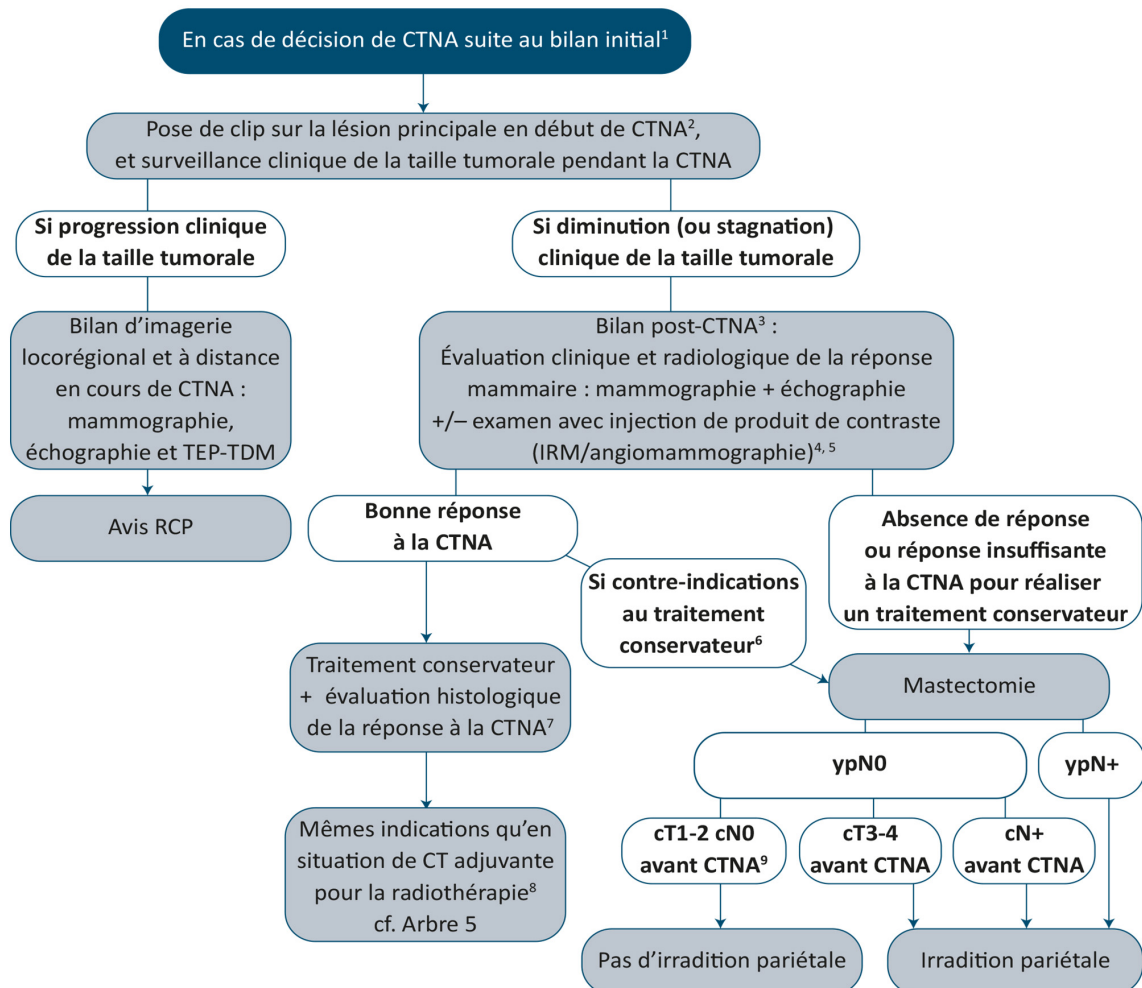 En cas de décision de CTNA suite au bilan initial¹
Pose de clip sur la lésion principale en début de CTNA²,
et surveillance clinique de la taille tumorale pendant la CTNA
Si progression clinique
de la taille tumorale
Si diminution (ou stagnation)
clinique de la taille tumorale
Bilan d’imagerie
locorégional et à distance
en cours de CTNA :
mammographie,
échographie et TEP-TDM
Bilan post-CTNA³ :
Évaluation clinique et radiologique de la réponse
mammaire : mammographie + échographie
+/– examen avec injection de produit de contraste
(IRM/angiomammographie)⁴, ⁵
Avis RCP
Bonne réponse
à la CTNA
Absence de réponse
ou réponse insuffisante
à la CTNA pour réaliser
un traitement conservateur
Si contre-indications
au traitement
conservateur⁶
Traitement conservateur
+ évaluation histologique
de la réponse à la CTNA⁷
Mastectomie
ypN0
ypN+
Mêmes indications qu’en
situation de CT adjuvante
pour la radiothérapie⁸
cf. Arbre 5
cT1-2 cN0
avant CTNA⁹
cT3-4
avant CTNA
cN+
avant CTNA
Pas d’irradition pariétale
Irradition pariétale